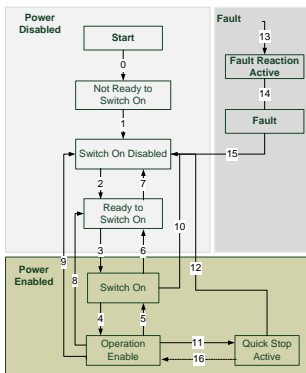 Power
Disabled
Start
0
Not Ready to
Switch On
1
Switch On Disabled
2
7
Ready to
Switch On
3
6
Power
Enabled
9
8
10
12
Switch On
4
5
Operation
Enable
11
16
Quick Stop
Active
Fault
13
Fault Reaction
Active
14
Fault
15